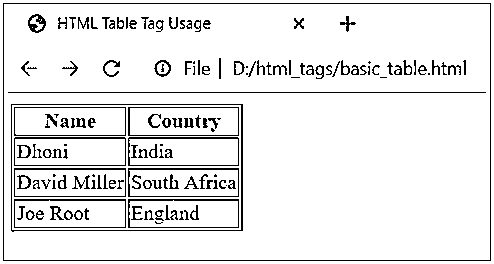 HTML Table Tag Usage
File | D:/html_tags/basic_table.html
Name Country
Dhoni India
David Miller South Africa
Joe Root England